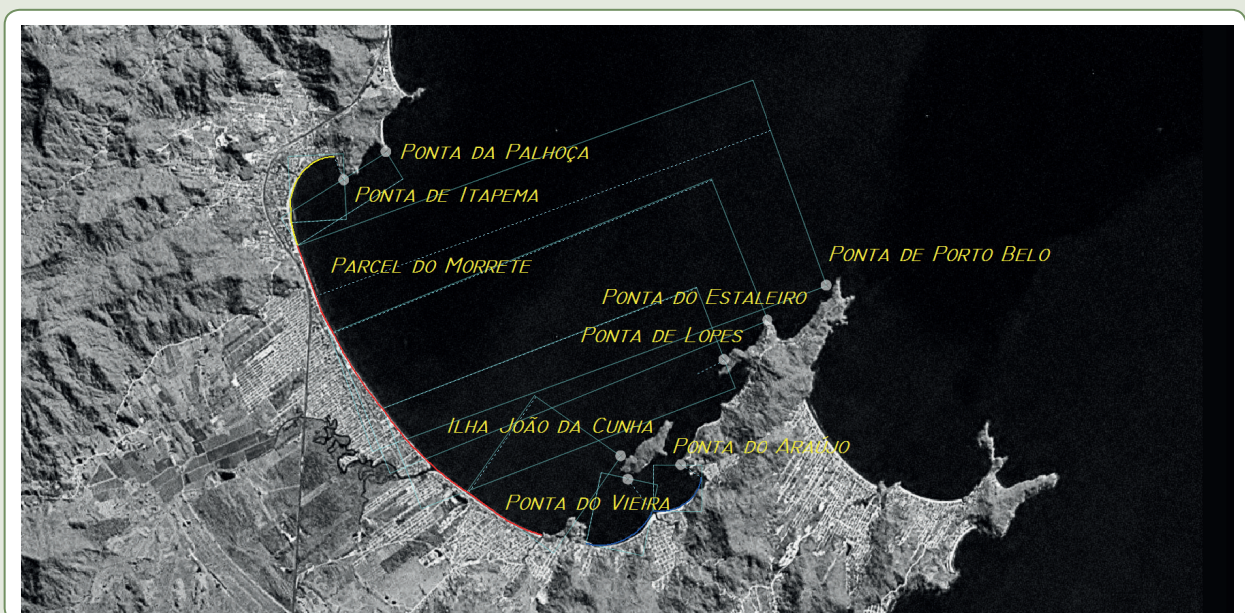 Ponta da Palhoça
Ponta de Itapema
Ponta de Porto Belo
Parcel do Morrete
Ponta do Estaleiro
Ponta de Lopes
Ilha João da Cunha
Ponta do Araújo
Ponta do Vieira